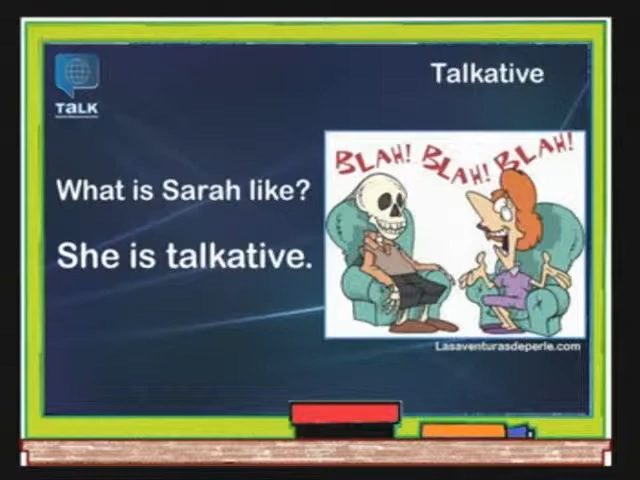 Talkative
TALK
BLAH! BLAH! BLAH!
What is Sarah like?
She is talkative.
Lasaventurasdeperle.com